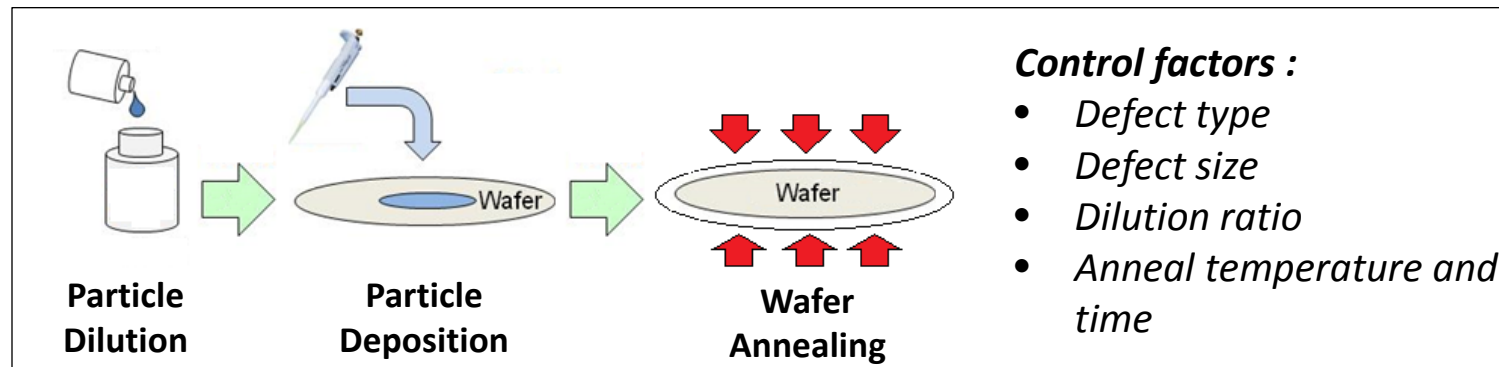 Control factors :
• Defect type
• Defect size
• Dilution ratio
• Anneal temperature and
time
Wafer
Wafer
Particle
Dilution
Particle
Deposition
Wafer
Annealing